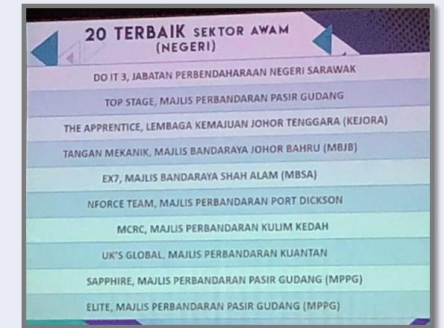 20 TERBAIK SEKTOR AWAM
(NEGERI)
DO IT 3, JABATAN PERBENDAHARAAN NEGERI SARAWAK
TOP STAGE, MAJLIS PERBANDARAN PASIR GUDANG
THE APPRENTICE, LEMBAGA KEMAJUAN JOHOR TENGGARA (KEJORA)
TANGAN MEKANIK, MAJLIS BANDARAYA JOHOR BAHRU (MBJB)
EX7, MAJLIS BANDARAYA SHAH ALAM (MBSA)
NFORCE TEAM, MAJLIS PERBANDARAN PORT DICKSON
MCRC, MAJLIS PERBANDARAN KULIM KEDAH
UK'S GLOBAL, MAJLIS PERBANDARAN KUANTAN
SAPPHIRE, MAJLIS PERBANDARAN PASIR GUDANG (MPPG)
ELITE, MAJLIS PERBANDARAN PASIR GUDANG (MPPG)